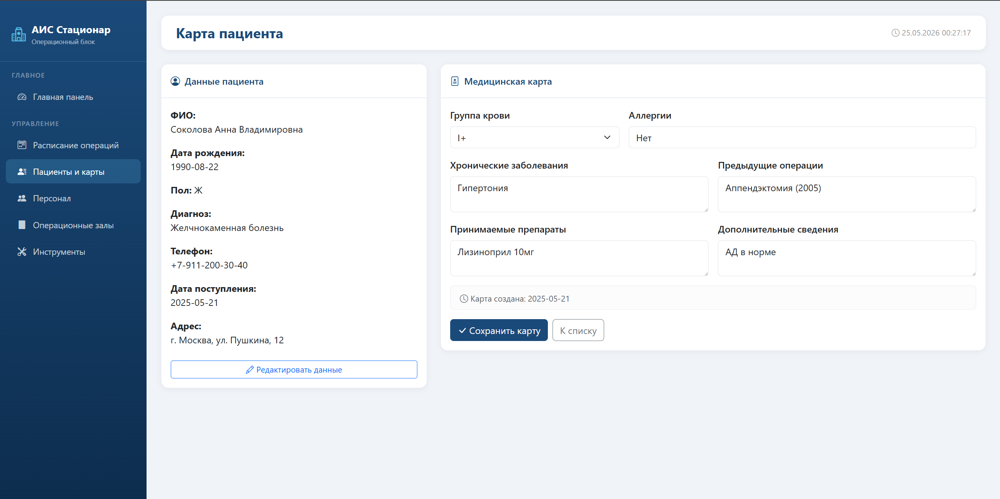 АИС Стационар
Операционный блок
ГЛАВНОЕ
Главная панель
УПРАВЛЕНИЕ
Расписание операций
Пациенты и карты
Персонал
Операционные залы
Инструменты
Карта пациента
25.05.2026 00:27:17
Данные пациента
ФИО:
Соколова Анна Владимировна
Дата рождения:
1990-08-22
Пол: Ж
Диагноз:
Желчнокаменная болезнь
Телефон:
+7-911-200-30-40
Дата поступления:
2025-05-21
Адрес:
г. Москва, ул. Пушкина, 12
Редактировать данные
Медицинская карта
Группа крови
I+
Аллергии
Нет
Хронические заболевания
Гипертония
Предыдущие операции
Аппендэктомия (2005)
Принимаемые препараты
Лизиноприл 10мг
Дополнительные сведения
АД в норме
Карта создана: 2025-05-21
Сохранить карту
К списку